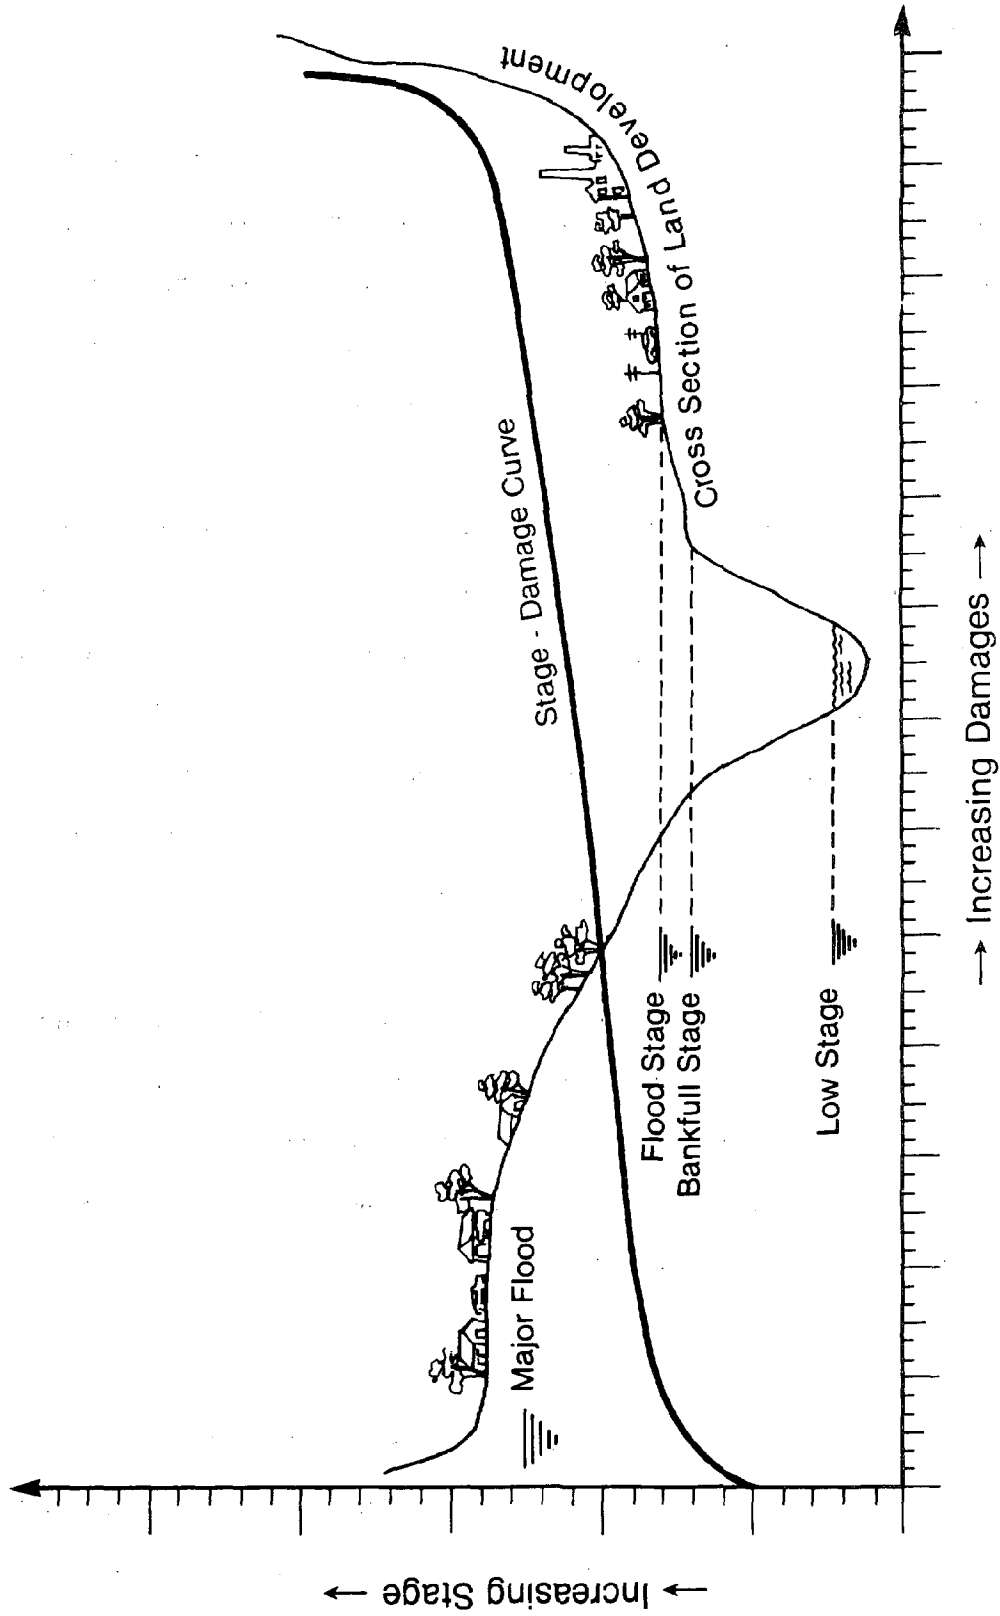 → Increasing Stage →
Stage - Damage Curve
Cross Section of Land Development
Major Flood
Flood Stage
Bankfull Stage
Low Stage
→ Increasing Damages →